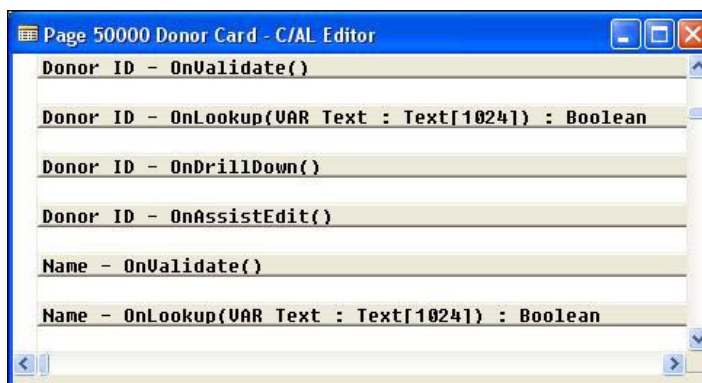 Page 50000 Donor Card - C/AL Editor
Donor ID - OnValidate()
Donor ID - OnLookup(VAR Text : Text[1024]) : Boolean
Donor ID - OnDrillDown()
Donor ID - OnAssistEdit()
Name - OnValidate()
Name - OnLookup(VAR Text : Text[1024]) : Boolean